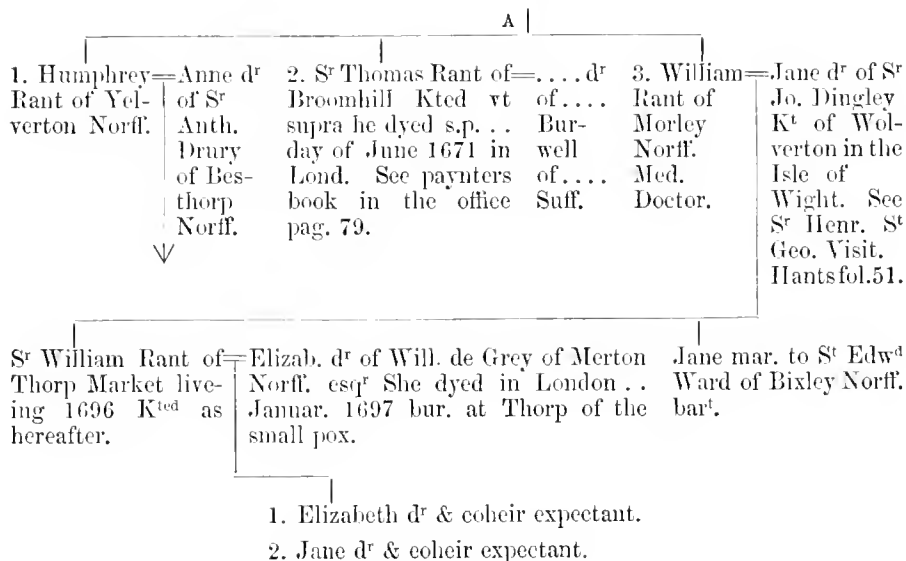 A
1. Humphrey=Anne dʳ
Rant of Yel-
verton Norff.
of Sʳ
Anth.
Drury
of Bes-
thorp
Norff.
2. Sʳ Thomas Rant of=....dʳ
Broomhill Kted vt
supra he dyed s.p. . .
day of June 1671 in
Lond. See paynters
book in the office
pag. 79.
of....
Bur-
well
of....
Suff.
3. William=Jane dʳ of Sʳ
Rant of
Morley
Norff.
Med.
Doctor.
Jo. Dingley
Kᵗ of Wol-
verton in the
Isle of
Wight. See
Sʳ Henr. Sᵗ
Geo. Visit.
Hants fol. 51.
Sʳ William Rant of=Elizab. dʳ of Will. de Grey of Merton
Thorp Market live-
ing 1696 Kᵗᵉᵈ as
hereafter.
Norff. esqʳ She dyed in London . .
Januar. 1697 bur. at Thorp of the
small pox.
Jane mar. to Sᵗ Edwᵈ
Ward of Bixley Norff.
barᵗ.
1. Elizabeth dʳ & coheir expectant.
2. Jane dʳ & coheir expectant.